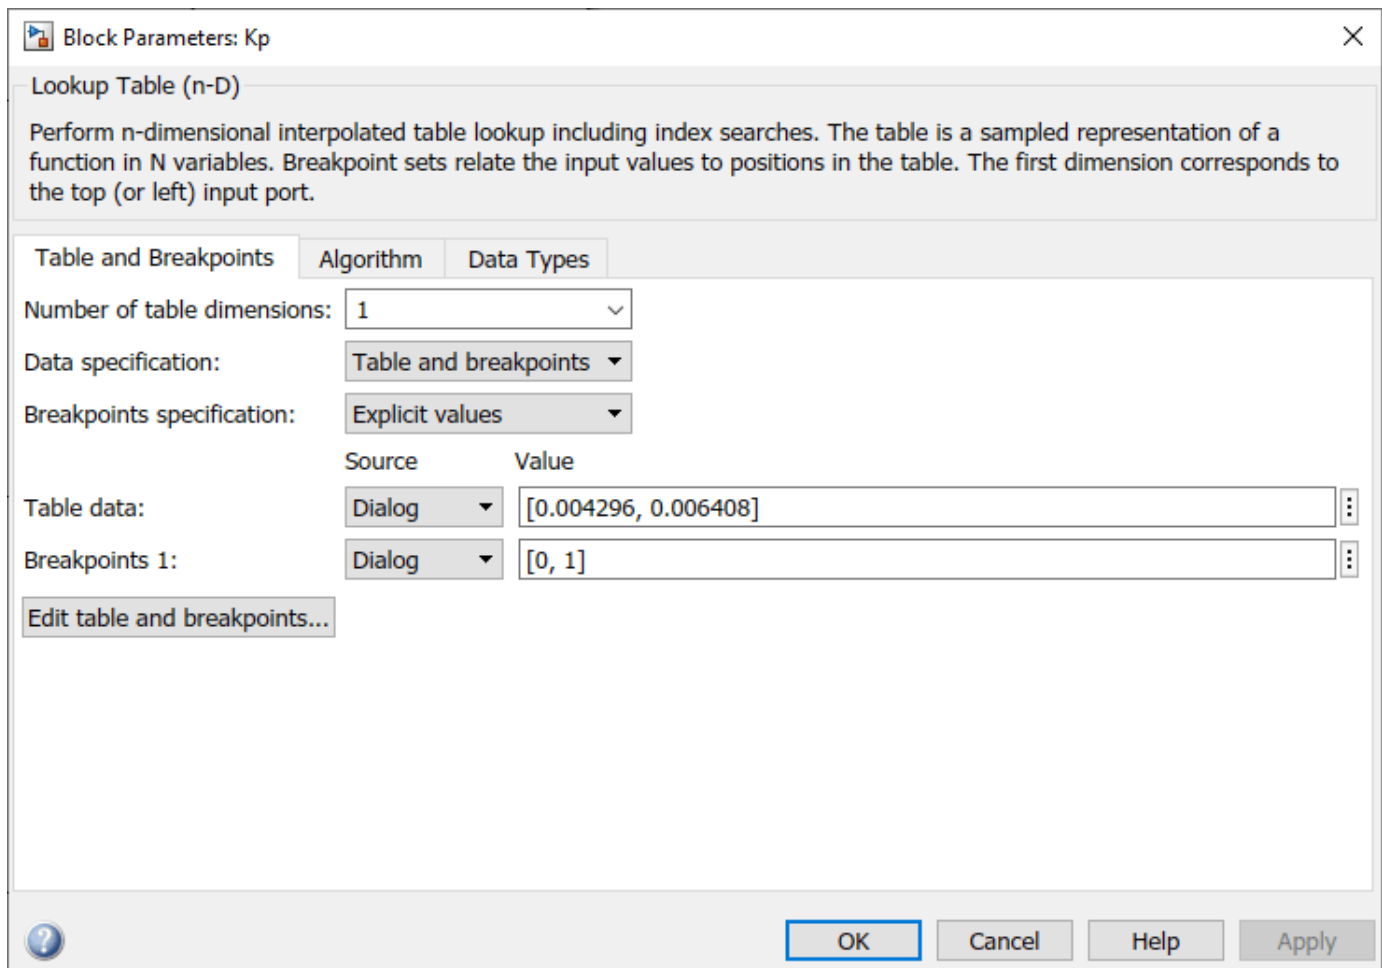 Block Parameters: Kp
Lookup Table (n-D)
Perform n-dimensional interpolated table lookup including index searches. The table is a sampled representation of a
function in N variables. Breakpoint sets relate the input values to positions in the table. The first dimension corresponds to
the top (or left) input port.
Table and Breakpoints Algorithm Data Types
Number of table dimensions: 1
Data specification: Table and breakpoints
Breakpoints specification: Explicit values
Source Value
Table data: Dialog [0.004296, 0.006408]
Breakpoints 1: Dialog [0, 1]
Edit table and breakpoints...
? OK Cancel Help Apply